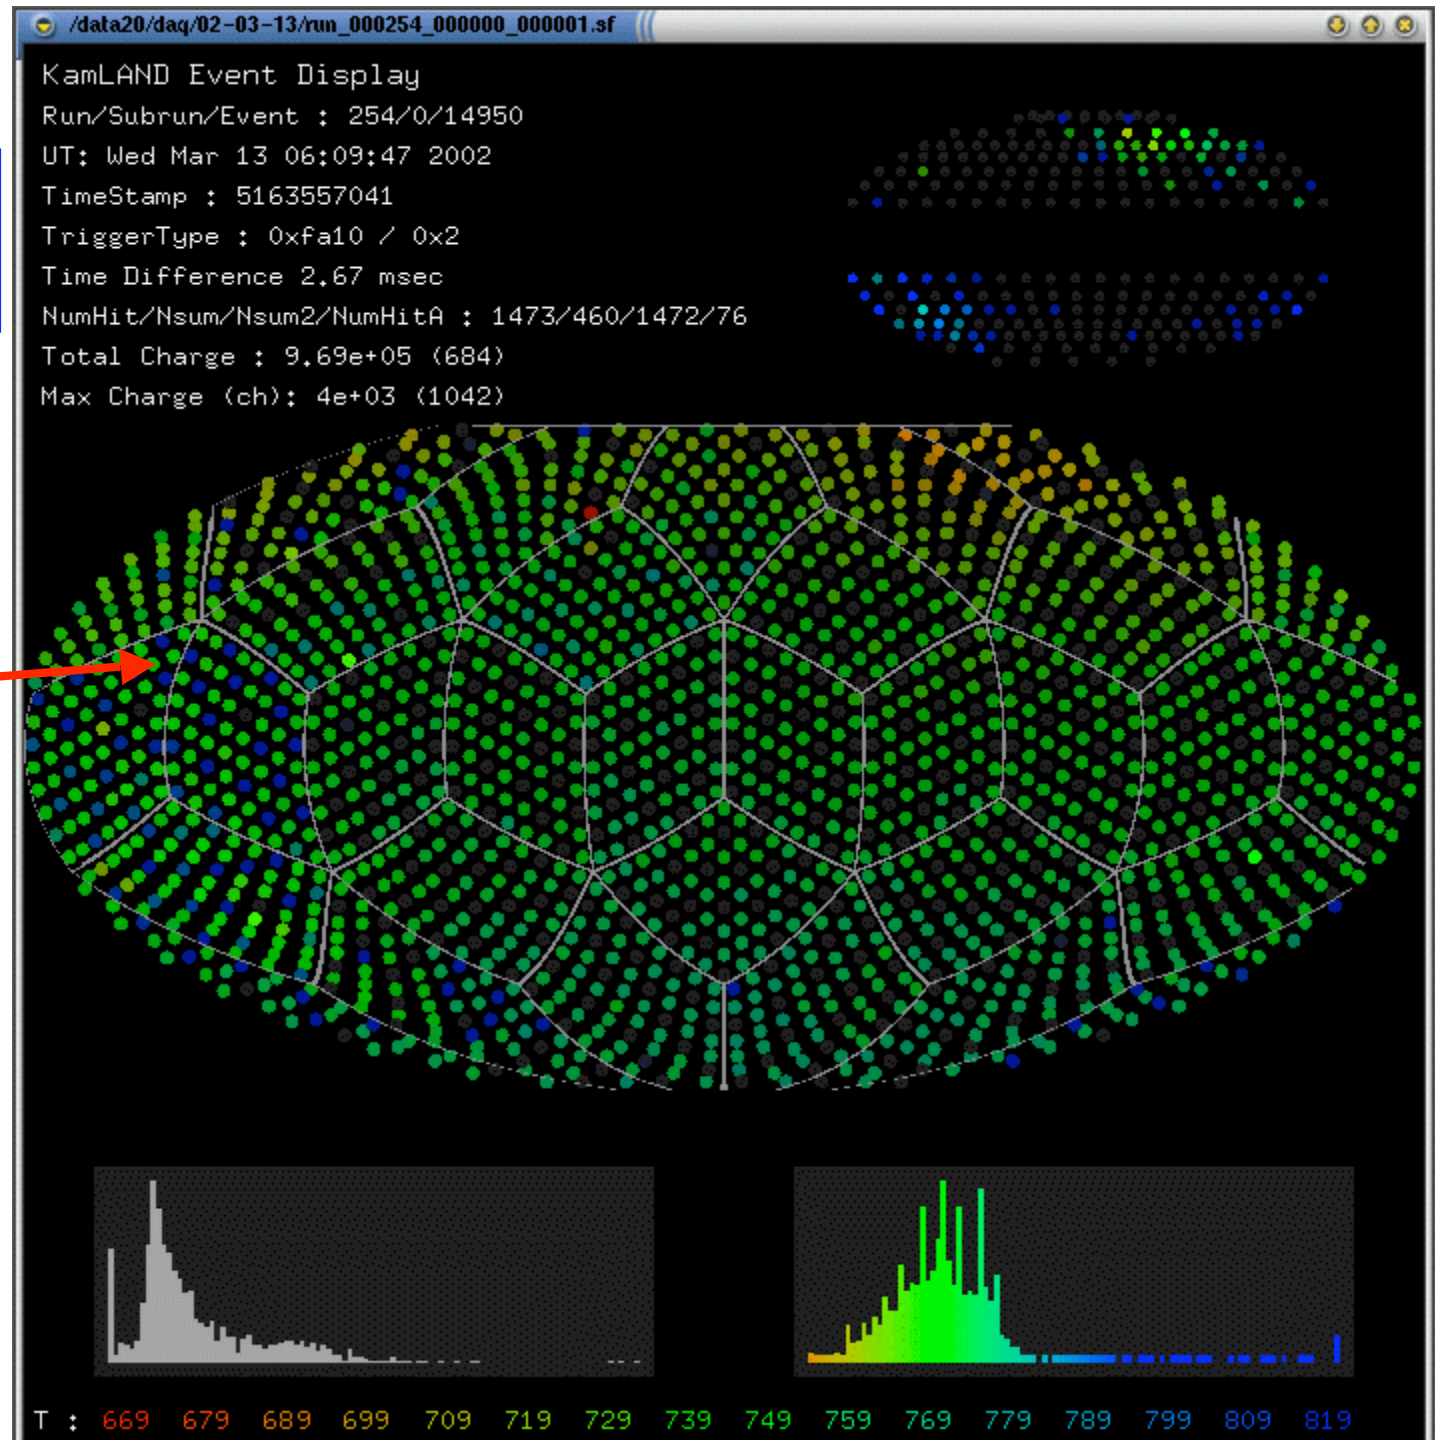 /data20/daq/02-03-13/run_000254_000000_000001.sf
KamLAND Event Display
Run/Subrun/Event : 254/0/14950
UT: Wed Mar 13 06:09:47 2002
TimeStamp : 5163557041
TriggerType : 0xfa10 / 0x2
Time Difference 2.67 msec
NumHit/Nsum/Nsum2/NumHitA : 1473/460/1472/76
Total Charge : 9.69e+05 (684)
Max Charge (ch): 4e+03 (1042)
T : 669 679 689 699 709 719 729 739 749 759 769 779 789 799 809 819